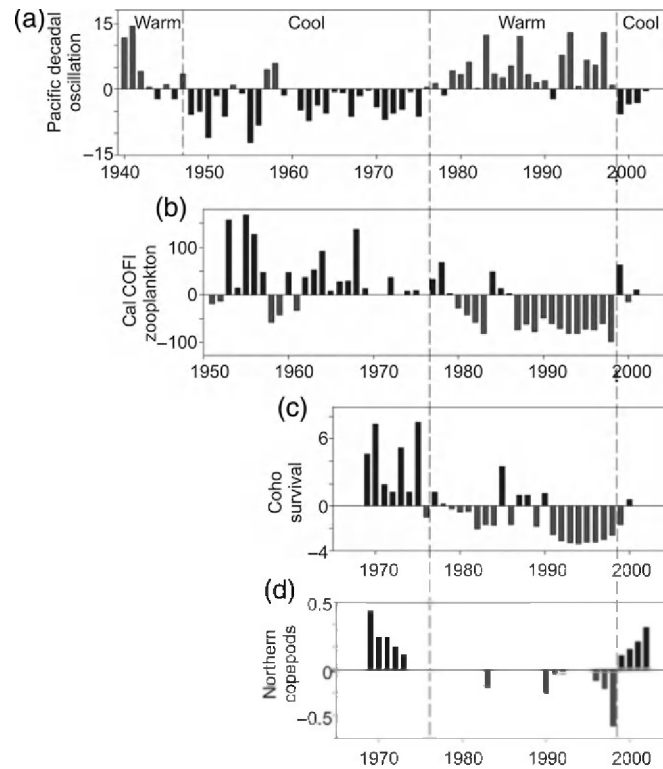 (a)
Warm Cool Warm Cool
Pacific decadal
oscillation
15
0
−15
1940 1950 1960 1970 1980 1990 2000
(b)
Cal COFI
zooplankton
100
0
−100
1950 1960 1970 1980 1990 2000
(c)
Coho
survival
6
0
−4
1970 1980 1990 2000
(d)
Northern
copepods
0.5
0
−0.5
1970 1980 1990 2000